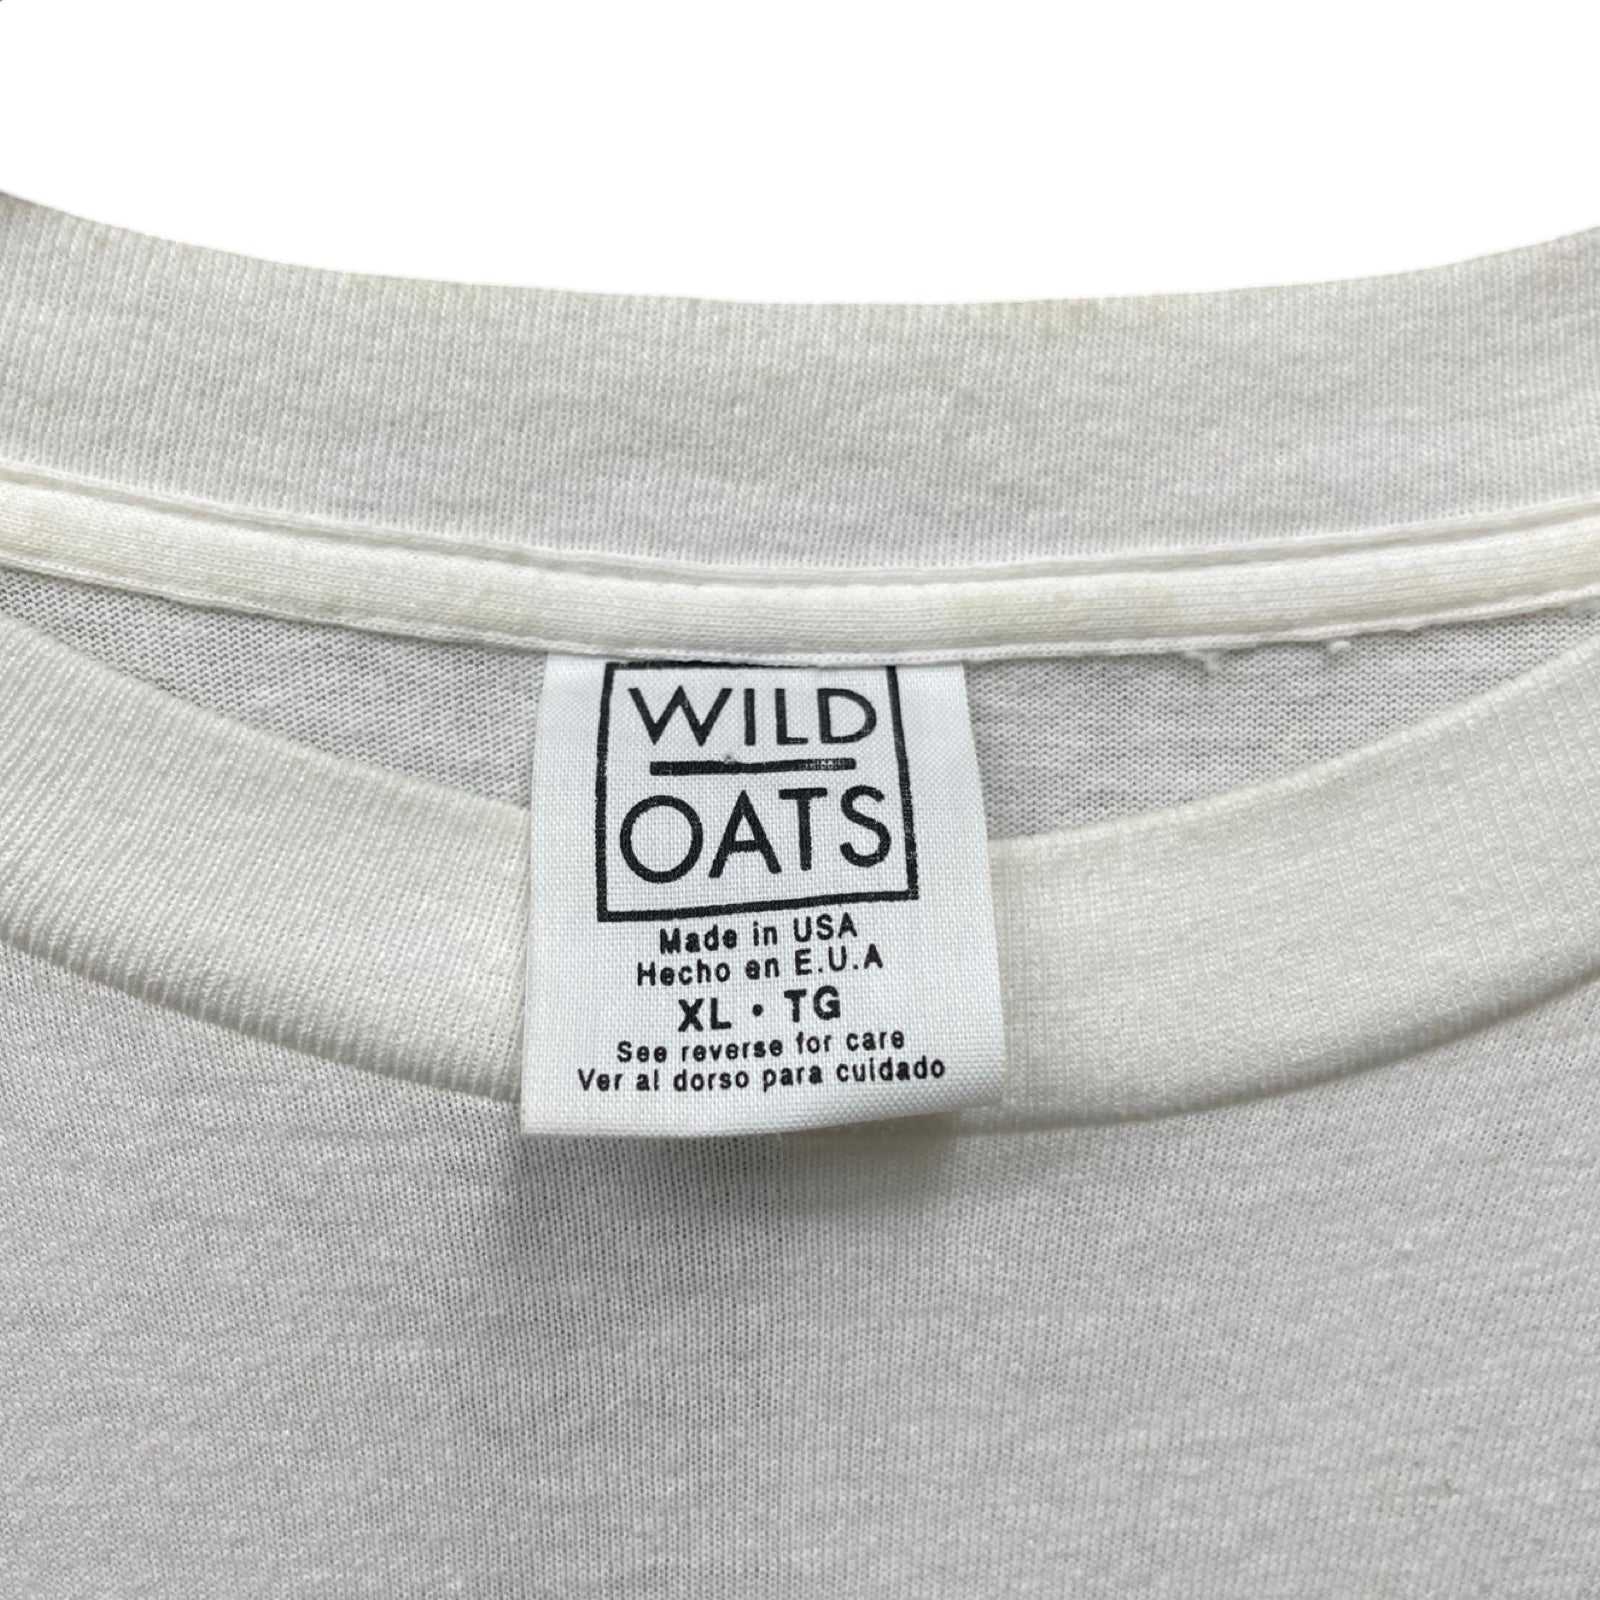 WILD
OATS
Made in USA
Hecho en E.U.A
XL • TG
See reverse for care
Ver al dorso para cuidado